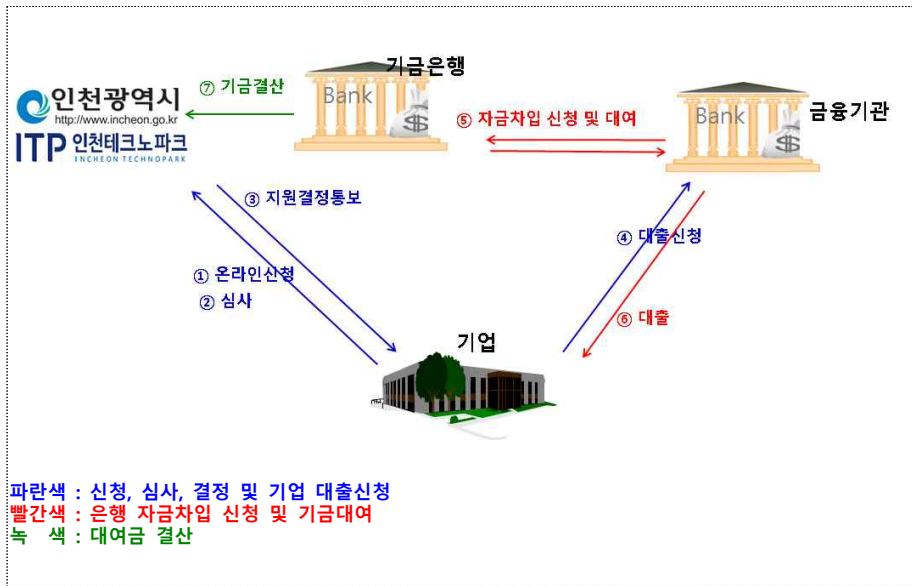 기금은행
⑦ 기금결산
Bank
인천광역시
http://www.incheon.go.kr
ITP 인천테크노파크
INCHEON TECHNOPARK
⑤ 자금차입 신청 및 대여
Bank
금융기관
③ 지원결정통보
④ 대출신청
① 온라인신청
② 심사
⑥ 대출
기업
파란색 : 신청, 심사, 결정 및 기업 대출신청
빨간색 : 은행 자금차입 신청 및 기금대여
녹 색 : 대여금 결산